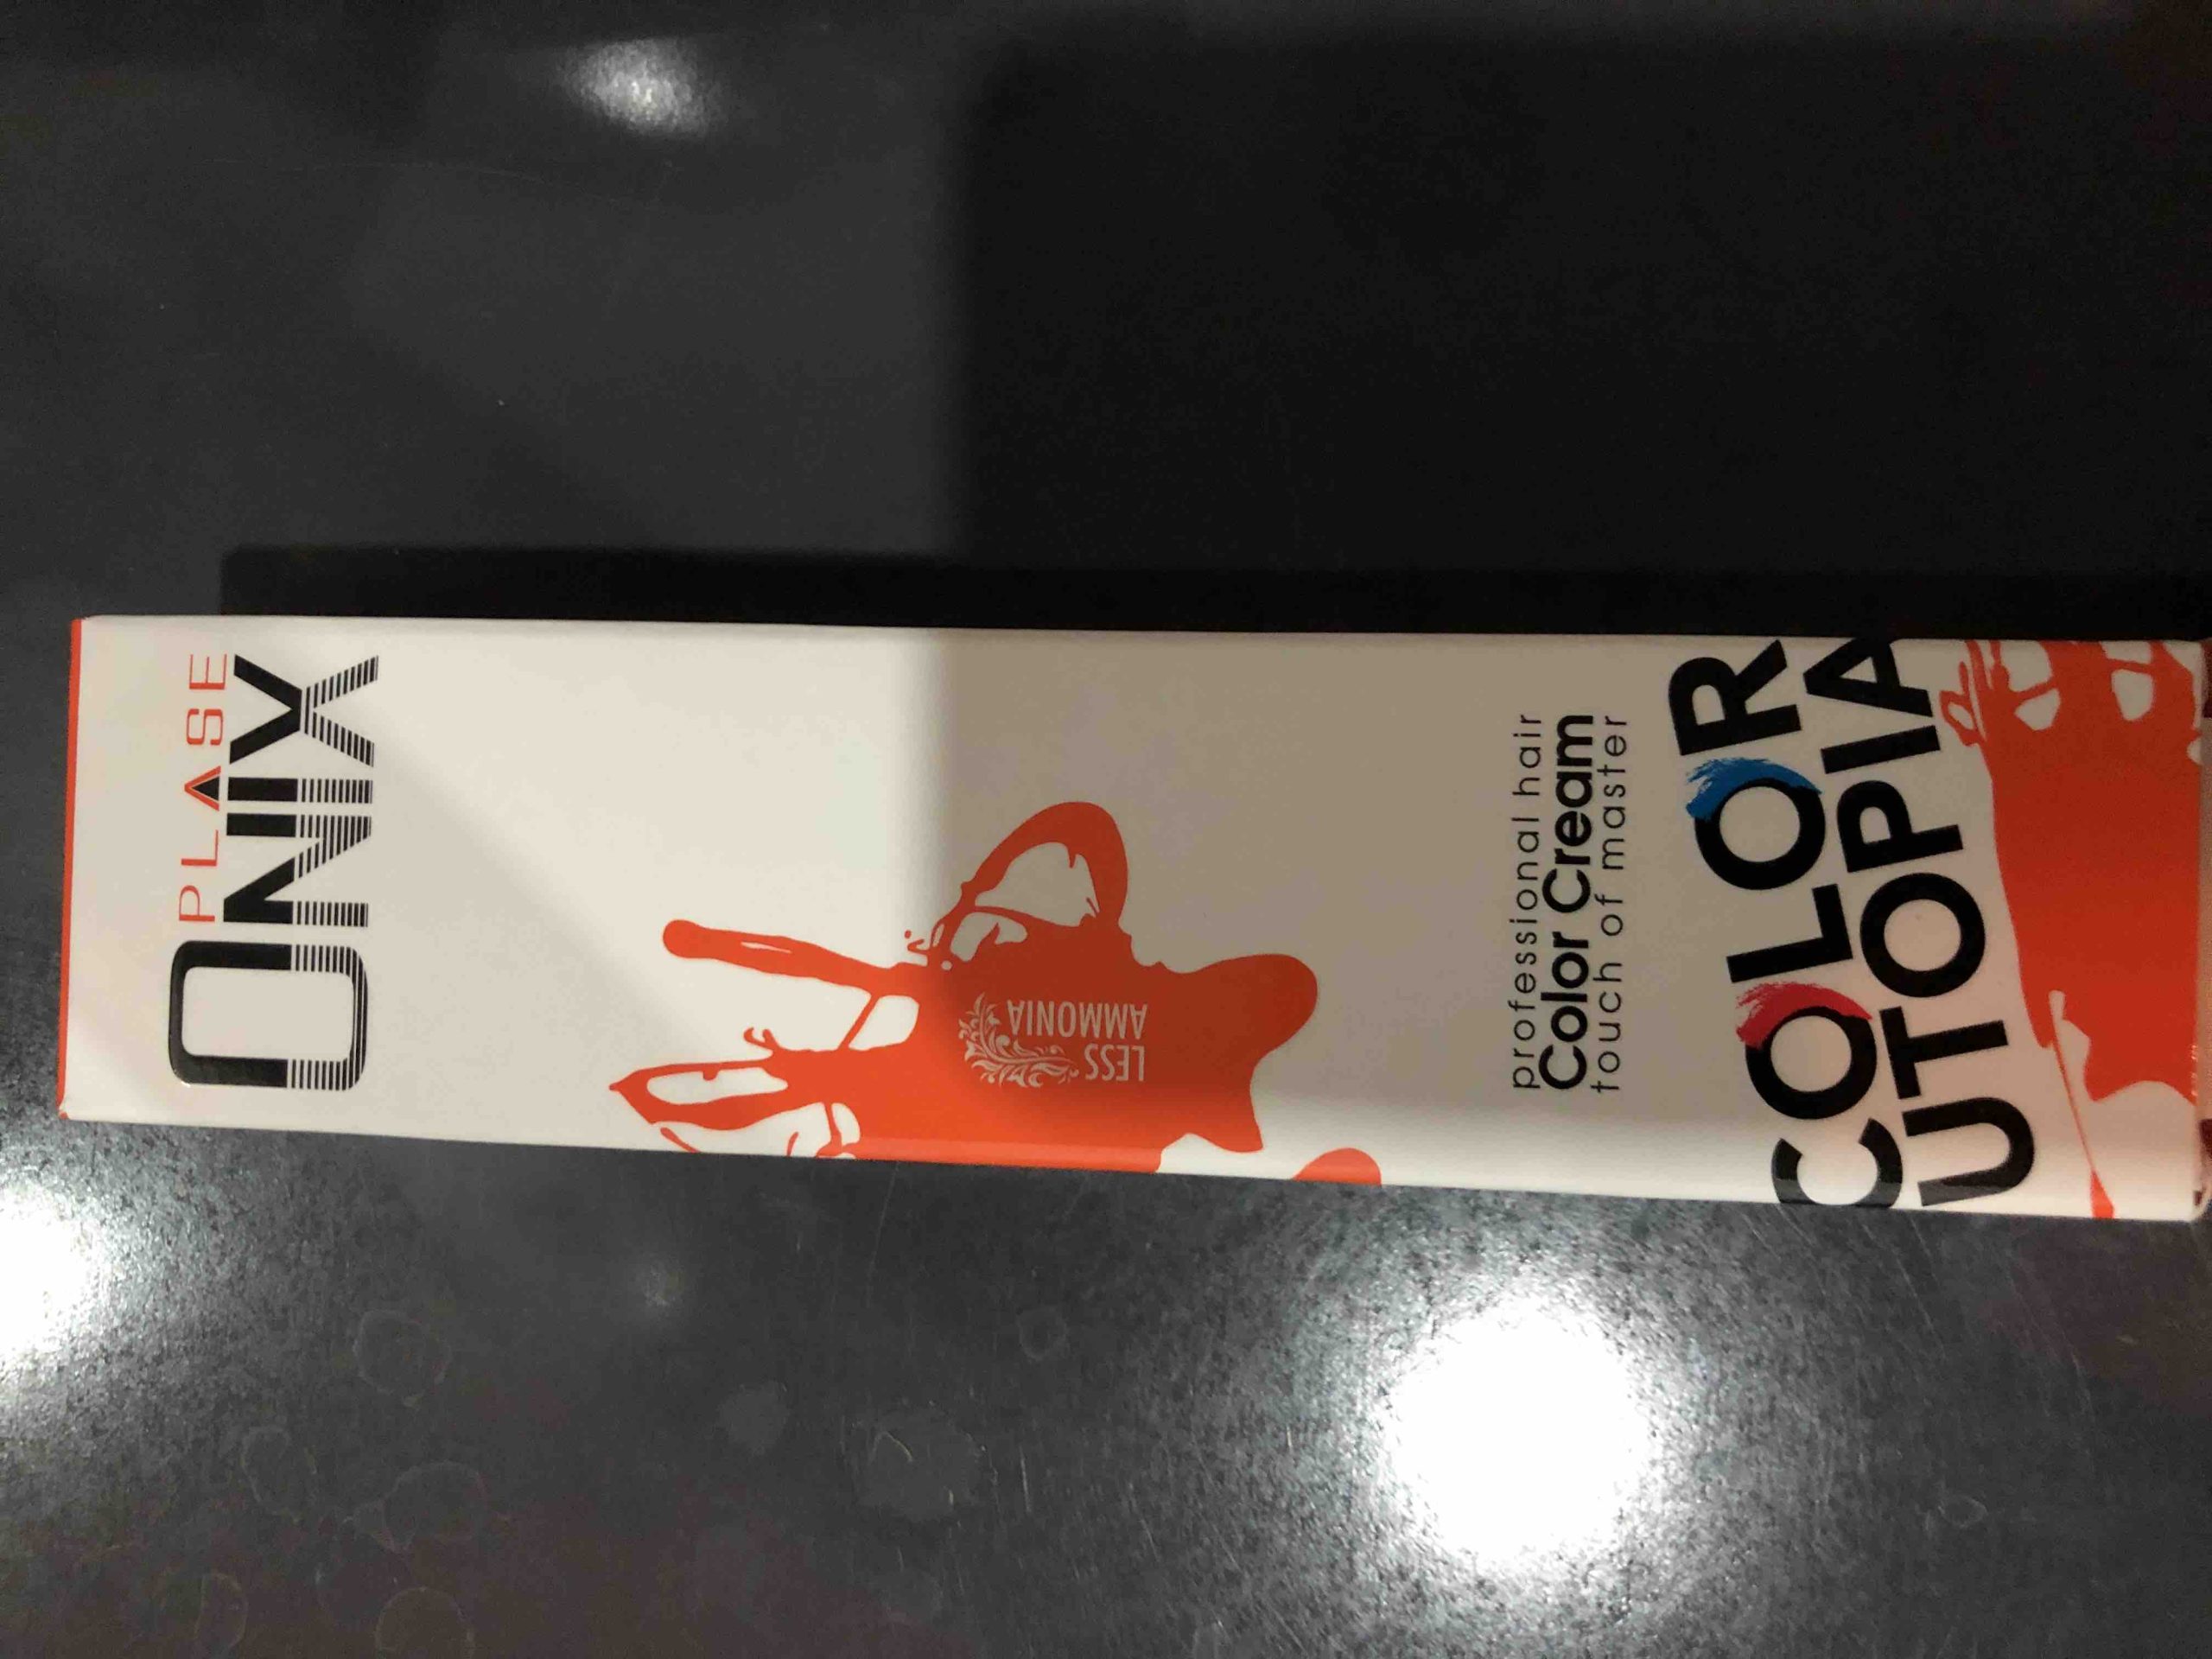 PLASE
ONIX
LESS
AMMONIA
professional hair
Color Cream
touch of master
COLOR
UTOPIA